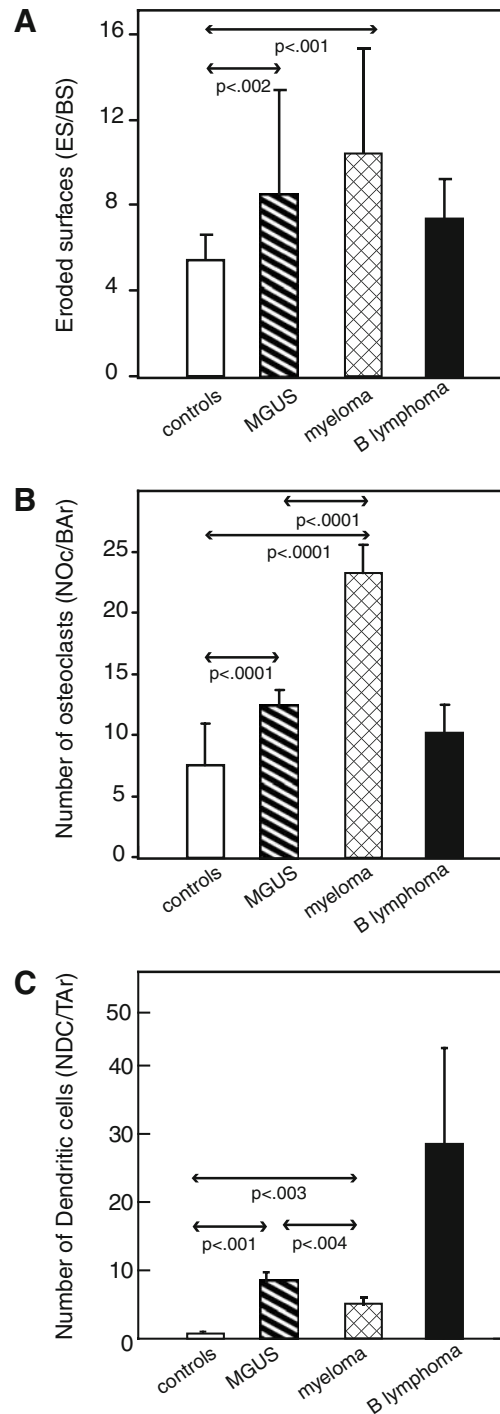 A
Eroded surfaces (ES/BS)
16
12
8
4
0
p<.001
p<.002
controls
MGUS
myeloma
B lymphoma
B
Number of osteoclasts (NOc/BAr)
25
20
15
10
5
0
p<.0001
p<.0001
p<.0001
controls
MGUS
myeloma
B lymphoma
C
Number of Dendritic cells (NDC/TAr)
50
40
30
20
10
0
p<.003
p<.001
p<.004
controls
MGUS
myeloma
B lymphoma